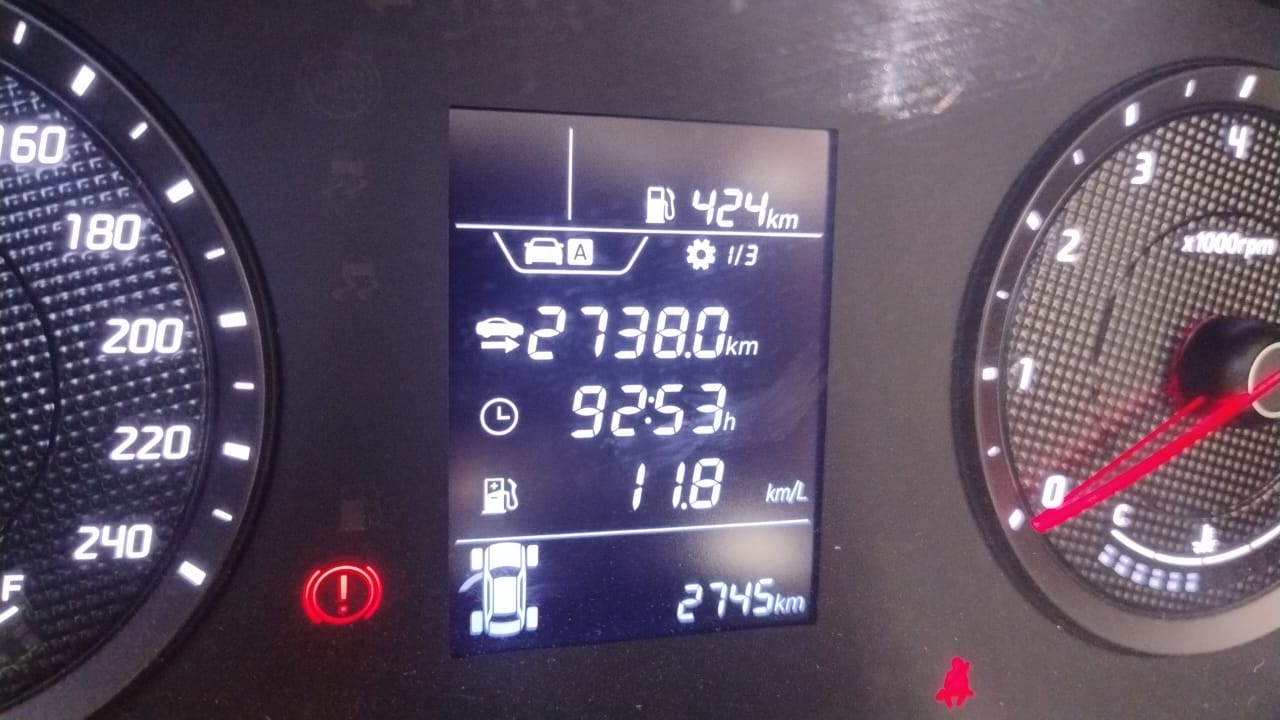 160
180
200
220
240
F
424km
A
1/3
2738.0km
92:53h
11.8 km/L
2745km
4
3
2
1
0
x1000rpm
C